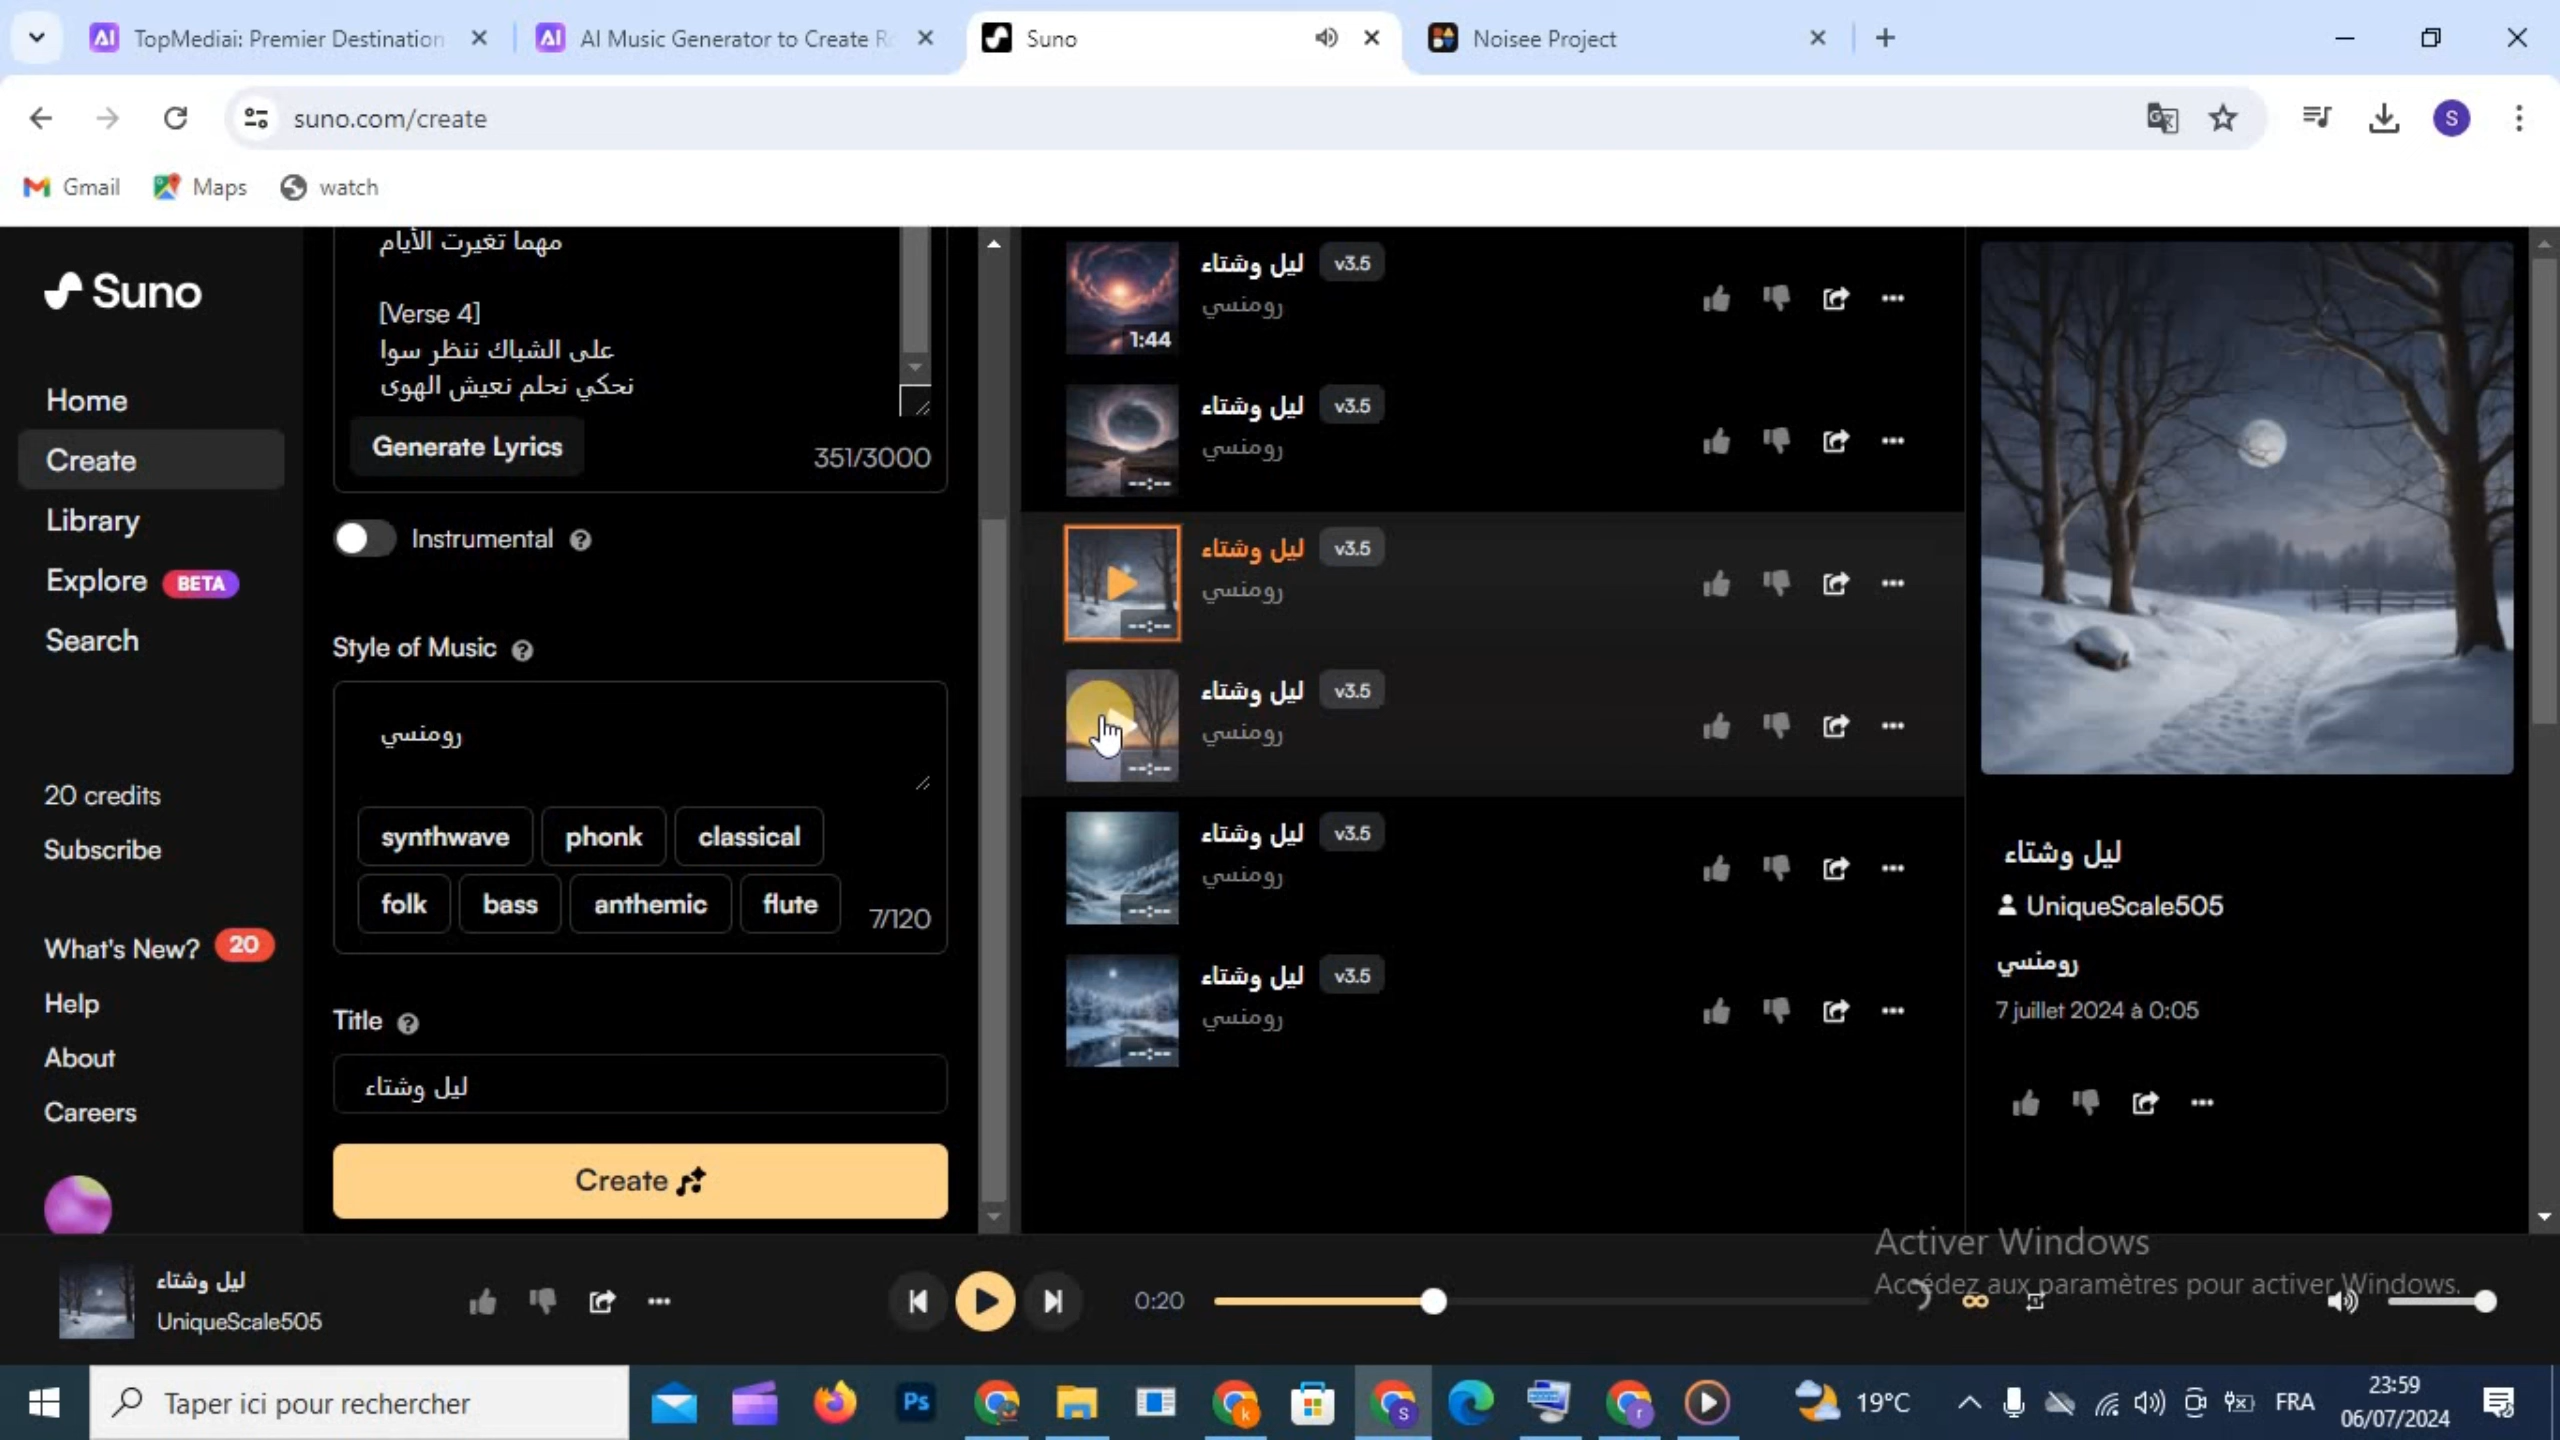 TopMediai: Premier Destination
AI Music Generator to Create Ro
Suno
Noisee Project
suno.com/create
Gmail
Maps
watch
Suno
Home
Create
Library
Explore BETA
Search
20 credits
Subscribe
What's New? 20
Help
About
Careers
مهما تغيرت الأيام
[Verse 4]
على الشباك ننظر سوا
نحكي نحلم نعيش الهوى
Generate Lyrics
351/3000
Instrumental
Style of Music
رومنسي
synthwave phonk classical
folk bass anthemic flute 7/120
Title
ليل وشتاء
Create
ليل وشتاء v3.5
رومنسي
1:44
ليل وشتاء v3.5
رومنسي
--:--
ليل وشتاء v3.5
رومنسي
--:--
ليل وشتاء v3.5
رومنسي
--:--
ليل وشتاء v3.5
رومنسي
--:--
ليل وشتاء v3.5
رومنسي
--:--
ليل وشتاء
UniqueScale505
رومنسي
7 juillet 2024 à 0:05
Activer Windows
Accédez aux paramètres pour activer Windows.
ليل وشتاء
UniqueScale505
0:20
Taper ici pour rechercher
Ps
19°C
FRA
23:59
06/07/2024